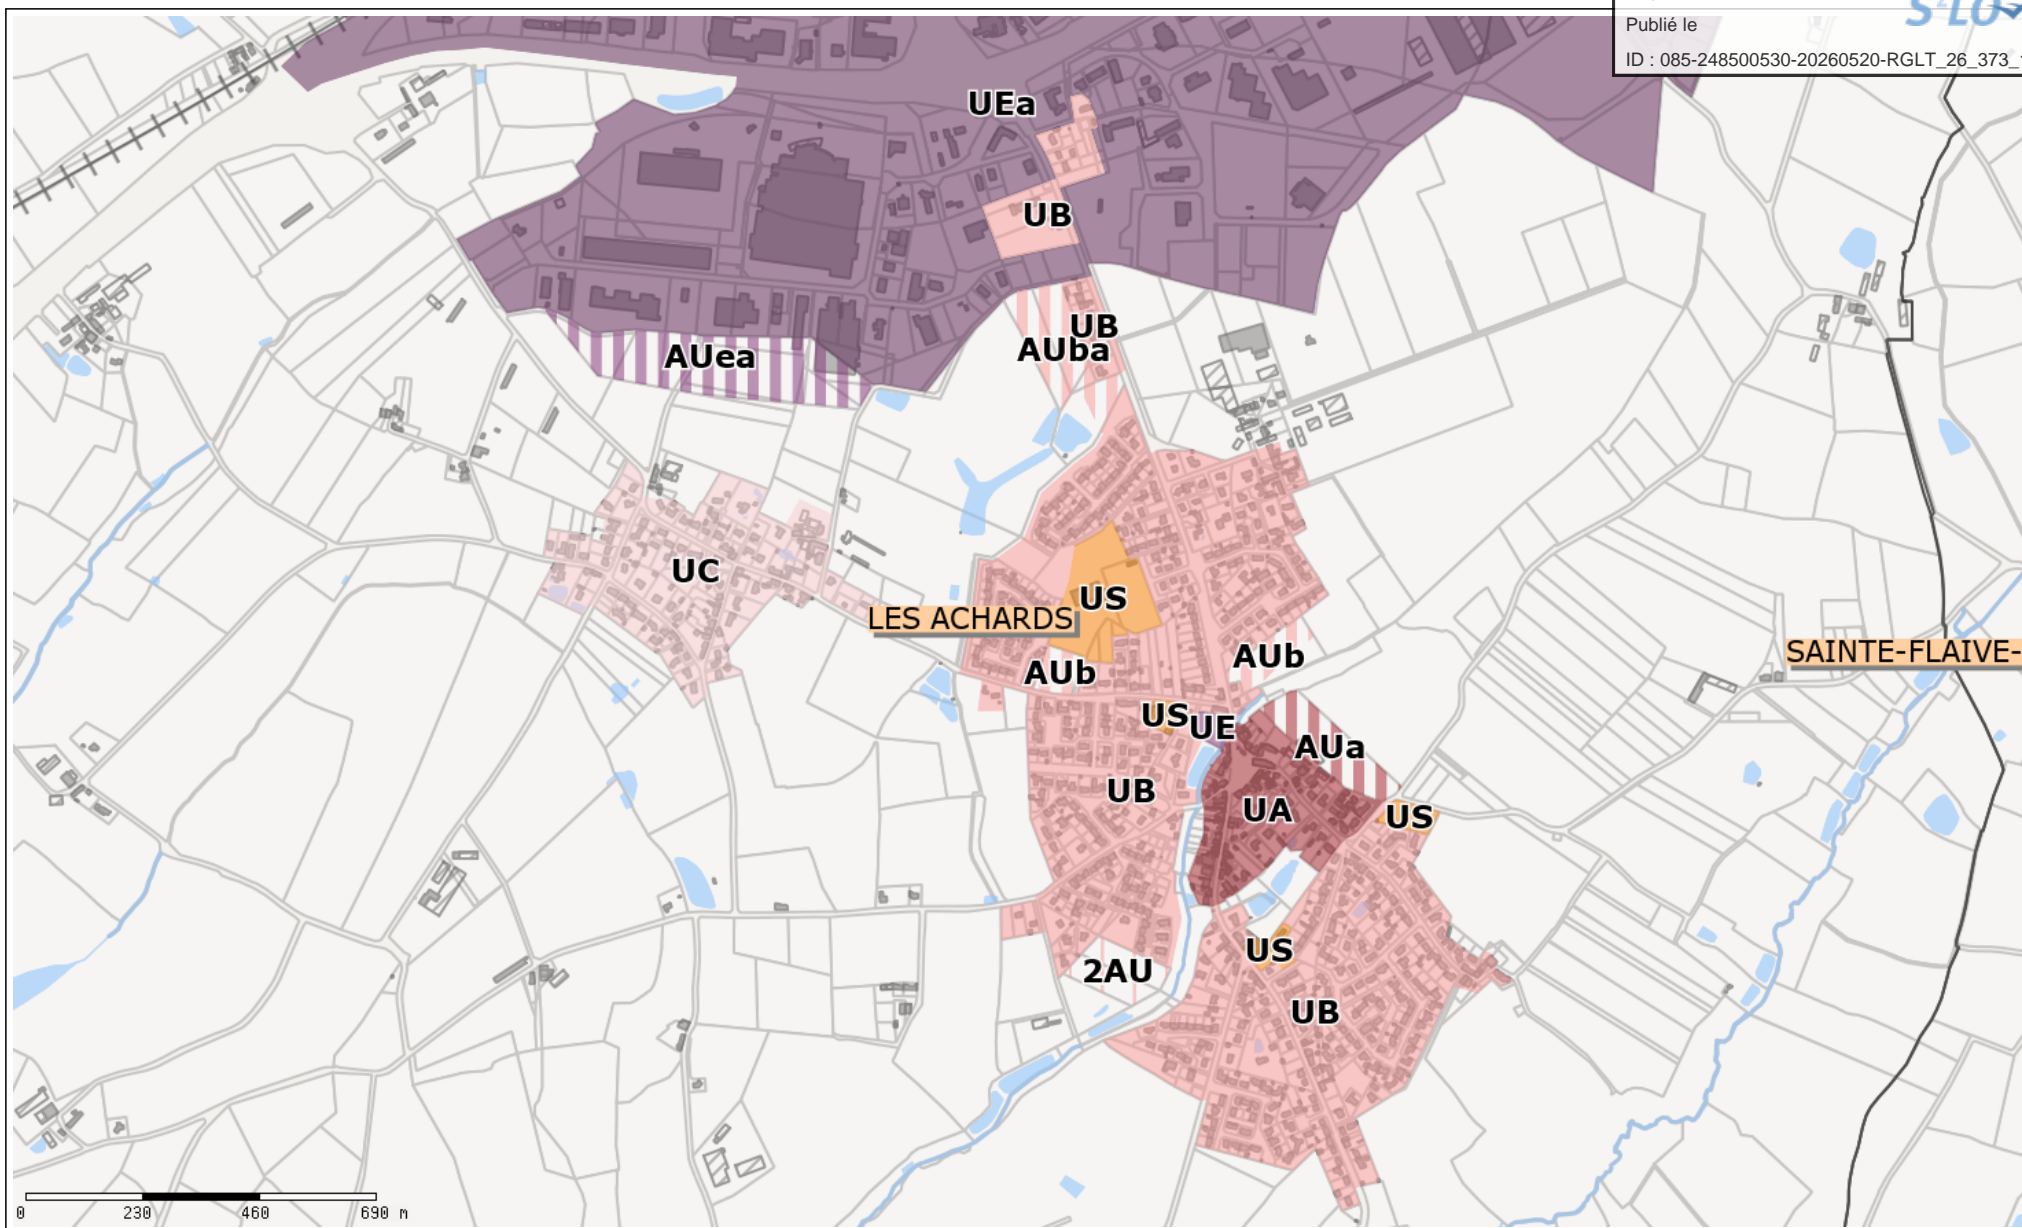 S²LO
Publié le
ID : 085-248500530-20260520-RGLT_26_373_
UEa
UB
UB
AUba
AUea
UC
US
LES ACHARDS
AUb
AUb
SAINTE-FLAIVE-
US
UE
AUa
UB
UA
US
US
2AU
UB
0 230 460 690 m